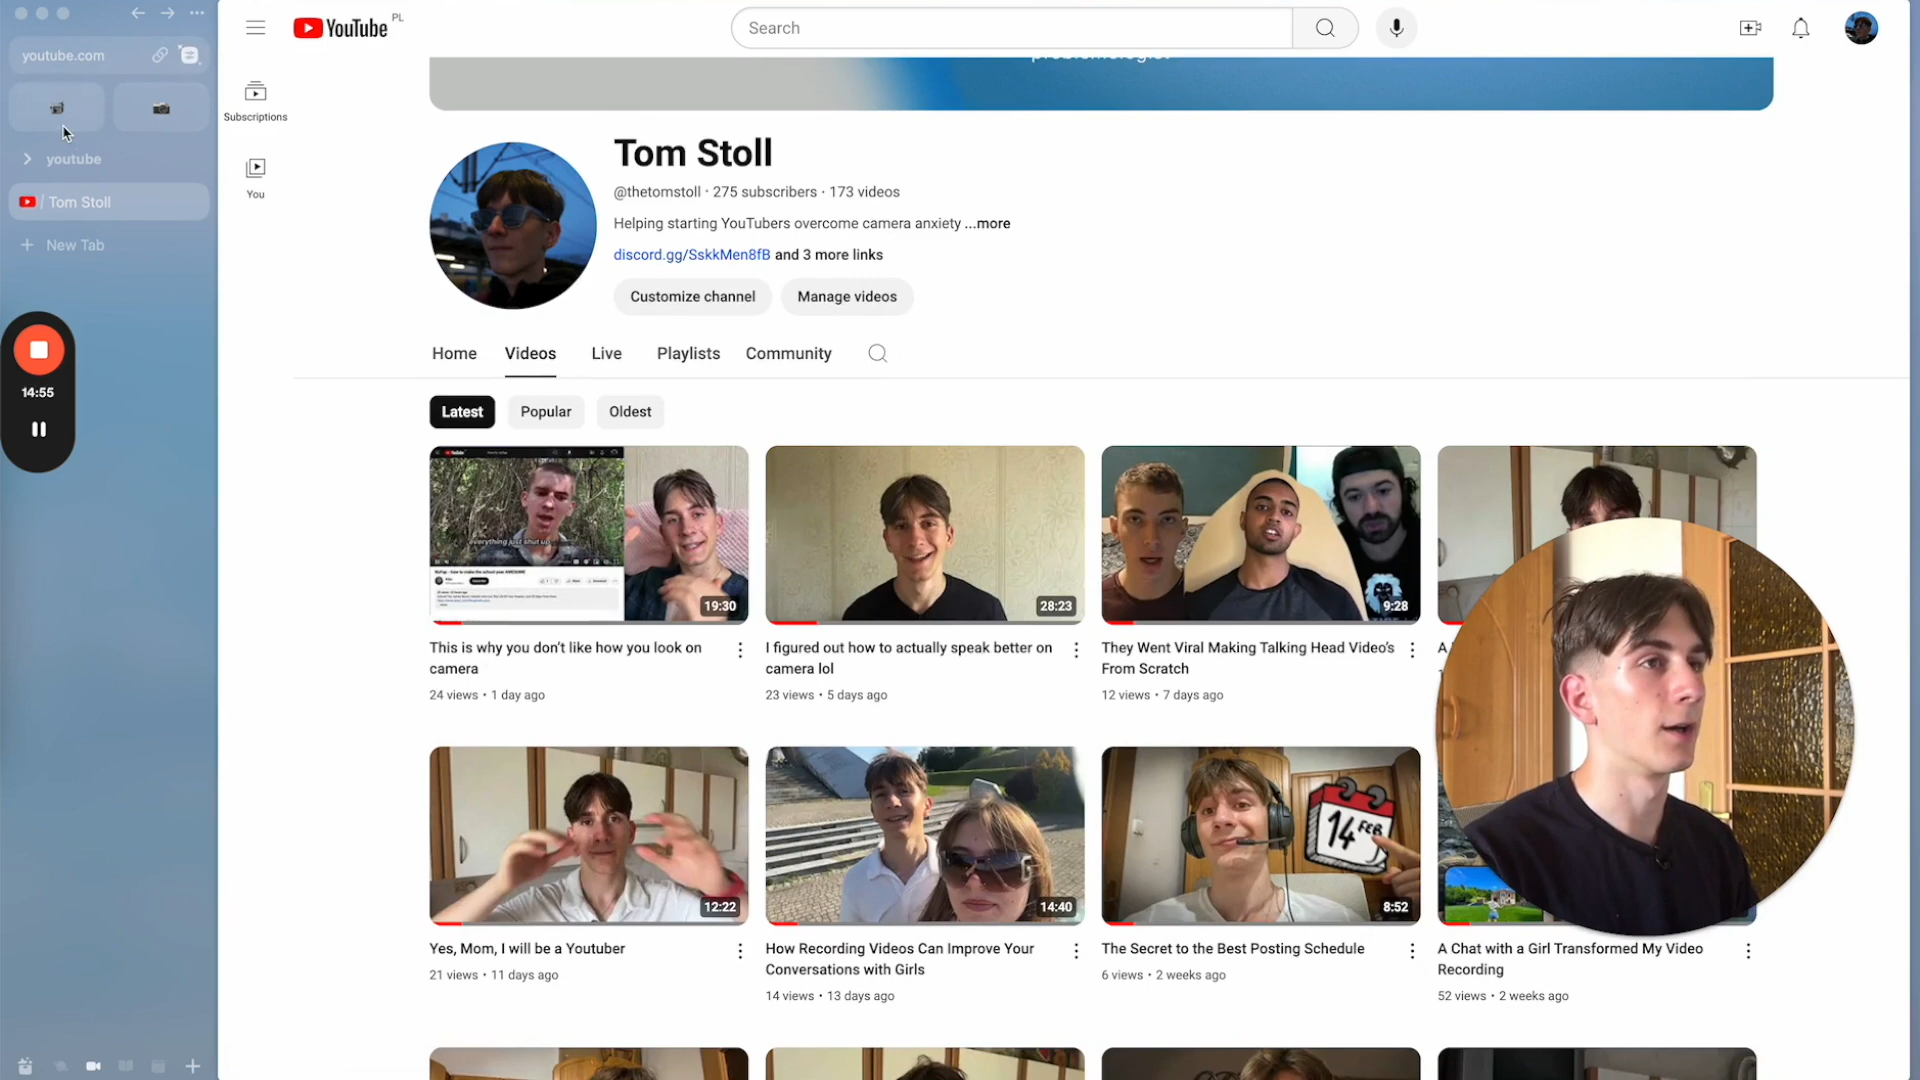 youtube.com
youtube
/ Tom Stoll
New Tab
14:55
YouTube PL
Search
Subscriptions
You
Tom Stoll
@thetomstoll · 275 subscribers · 173 videos
Helping starting YouTubers overcome camera anxiety ...more
discord.gg/SskkMen8fB and 3 more links
Customize channel
Manage videos
Home
Videos
Live
Playlists
Community
Latest
Popular
Oldest
everything just shut up
19:30
28:23
9:28
This is why you don't like how you look on
camera
24 views • 1 day ago
I figured out how to actually speak better on
camera lol
23 views • 5 days ago
They Went Viral Making Talking Head Video's
From Scratch
12 views • 7 days ago
12:22
14:40
14 FEB
8:52
Yes, Mom, I will be a Youtuber
21 views • 11 days ago
How Recording Videos Can Improve Your
Conversations with Girls
14 views • 13 days ago
The Secret to the Best Posting Schedule
6 views • 2 weeks ago
A Chat with a Girl Transformed My Video
Recording
52 views • 2 weeks ago